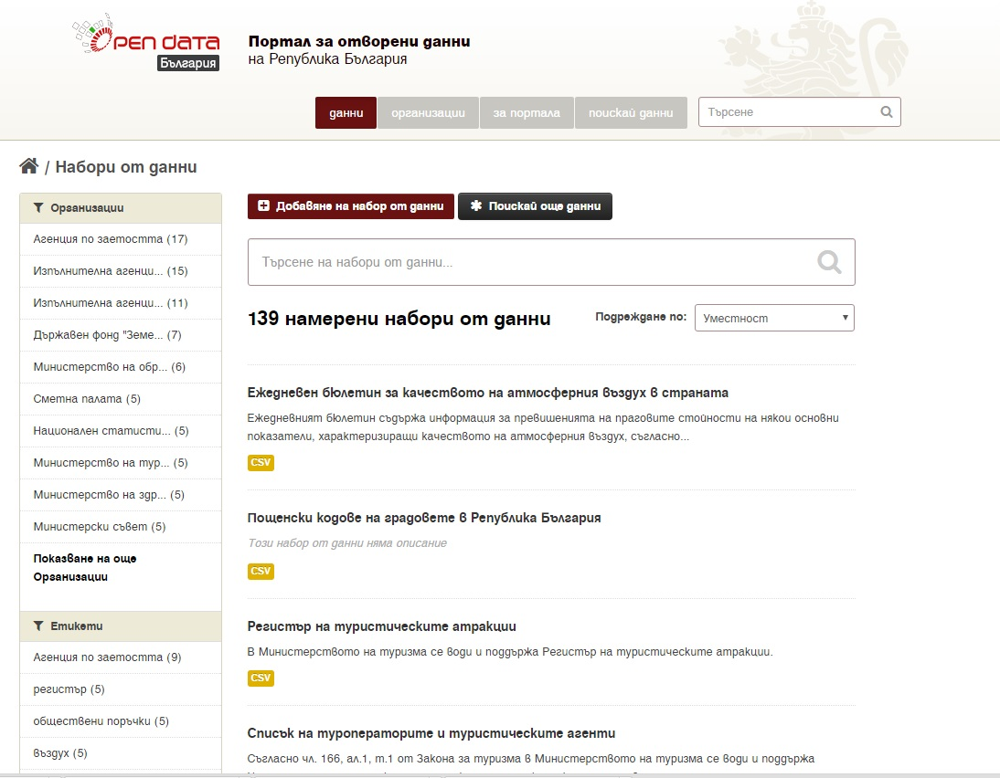 OPEN DATA
България
Портал за отворени данни
на Република България
данни
организации
за портала
поискай данни
Търсене
/ Набори от данни
Организации
Агенция по заетостта (17)
Изпълнителна агенци... (15)
Изпълнителна агенци... (11)
Държавен фонд "Земе... (7)
Министерство на обр... (6)
Сметна палата (5)
Национален статисти... (5)
Министерство на тур... (5)
Министерство на здр... (5)
Министерски съвет (5)
Показване на още
Организации
Етикети
Агенция по заетостта (9)
регистър (5)
обществени поръчки (5)
въздух (5)
Добавяне на набор от данни
Поискай още данни
Търсене на набори от данни...
139 намерени набори от данни
Подреждане по:
Уместност
Ежедневен бюлетин за качеството на атмосферния въздух в страната
Ежедневният бюлетин съдържа информация за превишенията на праговите стойности на някои основни
показатели, характеризиращи качеството на атмосферния въздух, съгласно...
CSV
Пощенски кодове на градовете в Република България
Този набор от данни няма описание
CSV
Регистър на туристическите атракции
В Министерството на туризма се води и поддържа Регистър на туристическите атракции.
CSV
Списък на туроператорите и туристическите агенти
Съгласно чл. 166, ал.1, т.1 от Закона за туризма в Министерството на туризма се води и поддържа